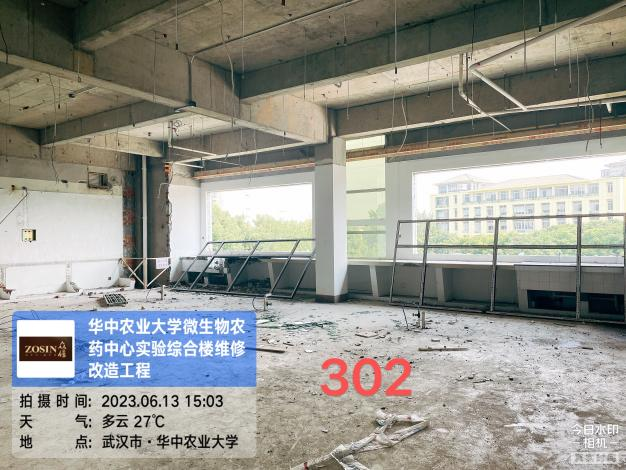 ZOSIN
华中农业大学微生物农
药中心实验综合楼维修
改造工程
302
拍摄时间: 2023.06.13 15:03
天 气: 多云 27℃
地 点: 武汉市·华中农业大学
今日水印
相机